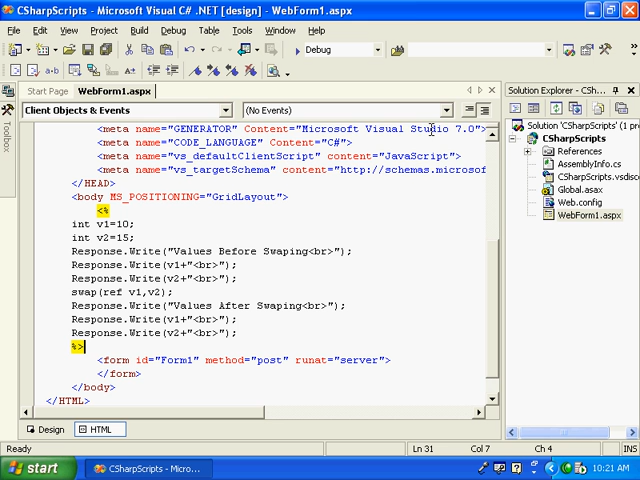 CSharpScripts - Microsoft Visual C# .NET [design] - WebForm1.aspx
File Edit View Project Build Debug Table Tools Window Help
Debug
Start Page WebForm1.aspx
Client Objects & Events (No Events)
Toolbox
<meta name="GENERATOR" Content="Microsoft Visual Studio 7.0">
<meta name="CODE_LANGUAGE" Content="C#">
<meta name="vs_defaultClientScript" content="JavaScript">
<meta name="vs_targetSchema" content="http://schemas.microsof
</HEAD>
<body MS_POSITIONING="GridLayout">
<%
int v1=10;
int v2=15;
Response.Write("Values Before Swaping<br>");
Response.Write(v1+"<br>");
Response.Write(v2+"<br>");
swap(ref v1,v2);
Response.Write("Values After Swaping<br>");
Response.Write(v1+"<br>");
Response.Write(v2+"<br>");
%>
<form id="Form1" method="post" runat="server">
</form>
</body>
</HTML>
Design HTML
Solution Explorer - CSharpScripts
Solution 'CSharpScripts' (1 pro
CSharpScripts
References
AssemblyInfo.cs
CSharpScripts.vsdisco
Global.asax
Web.config
WebForm1.aspx
Ready Ln 31 Col 7 Ch 4 INS
start CSharpScripts - Micro... 10:21 AM